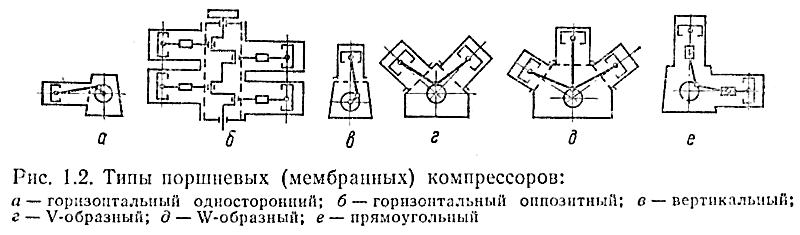 а б в г д е
Рис. 1.2. Типы поршневых (мембранных) компрессоров:
а — горизонтальный односторонний; б — горизонтальный оппозитный; в — вертикальный;
г — V-образный; д — W-образный; е — прямоугольный